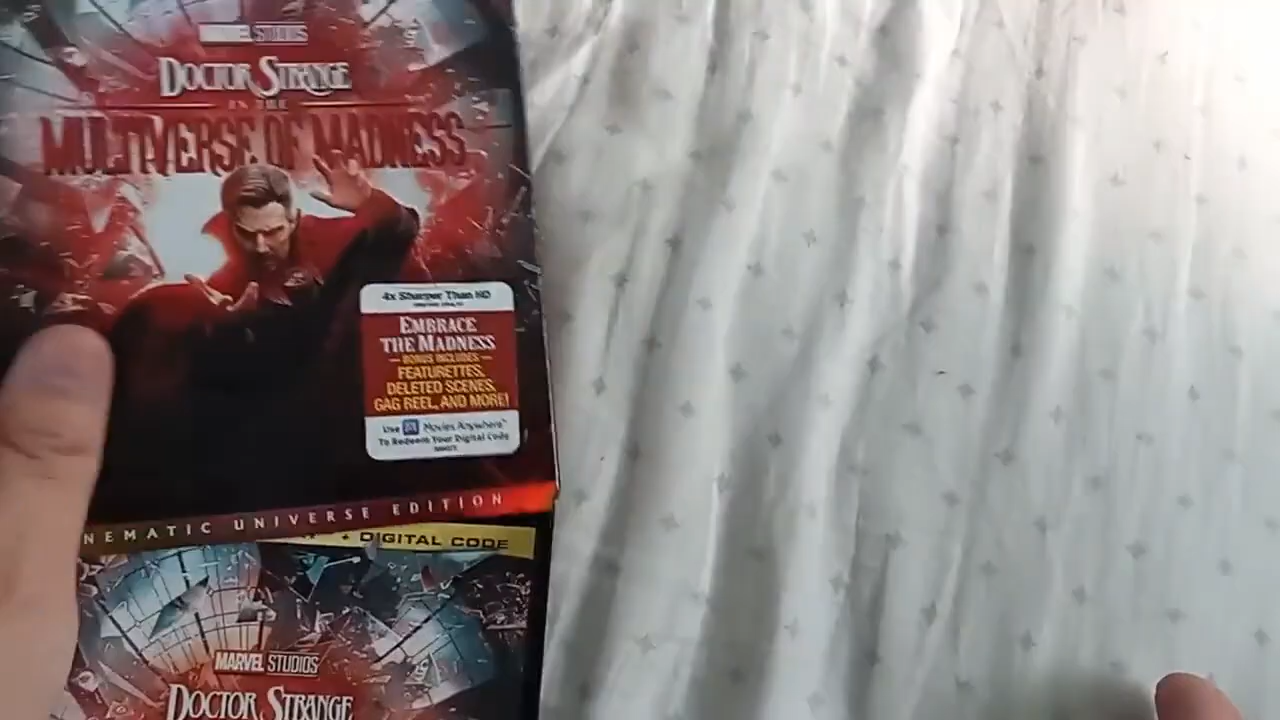 MARVEL STUDIOS
DOCTOR STRANGE
IN THE
MULTIVERSE OF MADNESS
4x Sharper Than HD
EMBRACE
THE MADNESS
— BONUS INCLUDES —
FEATURETTES,
DELETED SCENES,
GAG REEL, AND MORE!
Use Movies Anywhere
To Redeem Your Digital Code
NEMATIC UNIVERSE EDITION
+ DIGITAL CODE
MARVEL STUDIOS
DOCTOR STRANGE